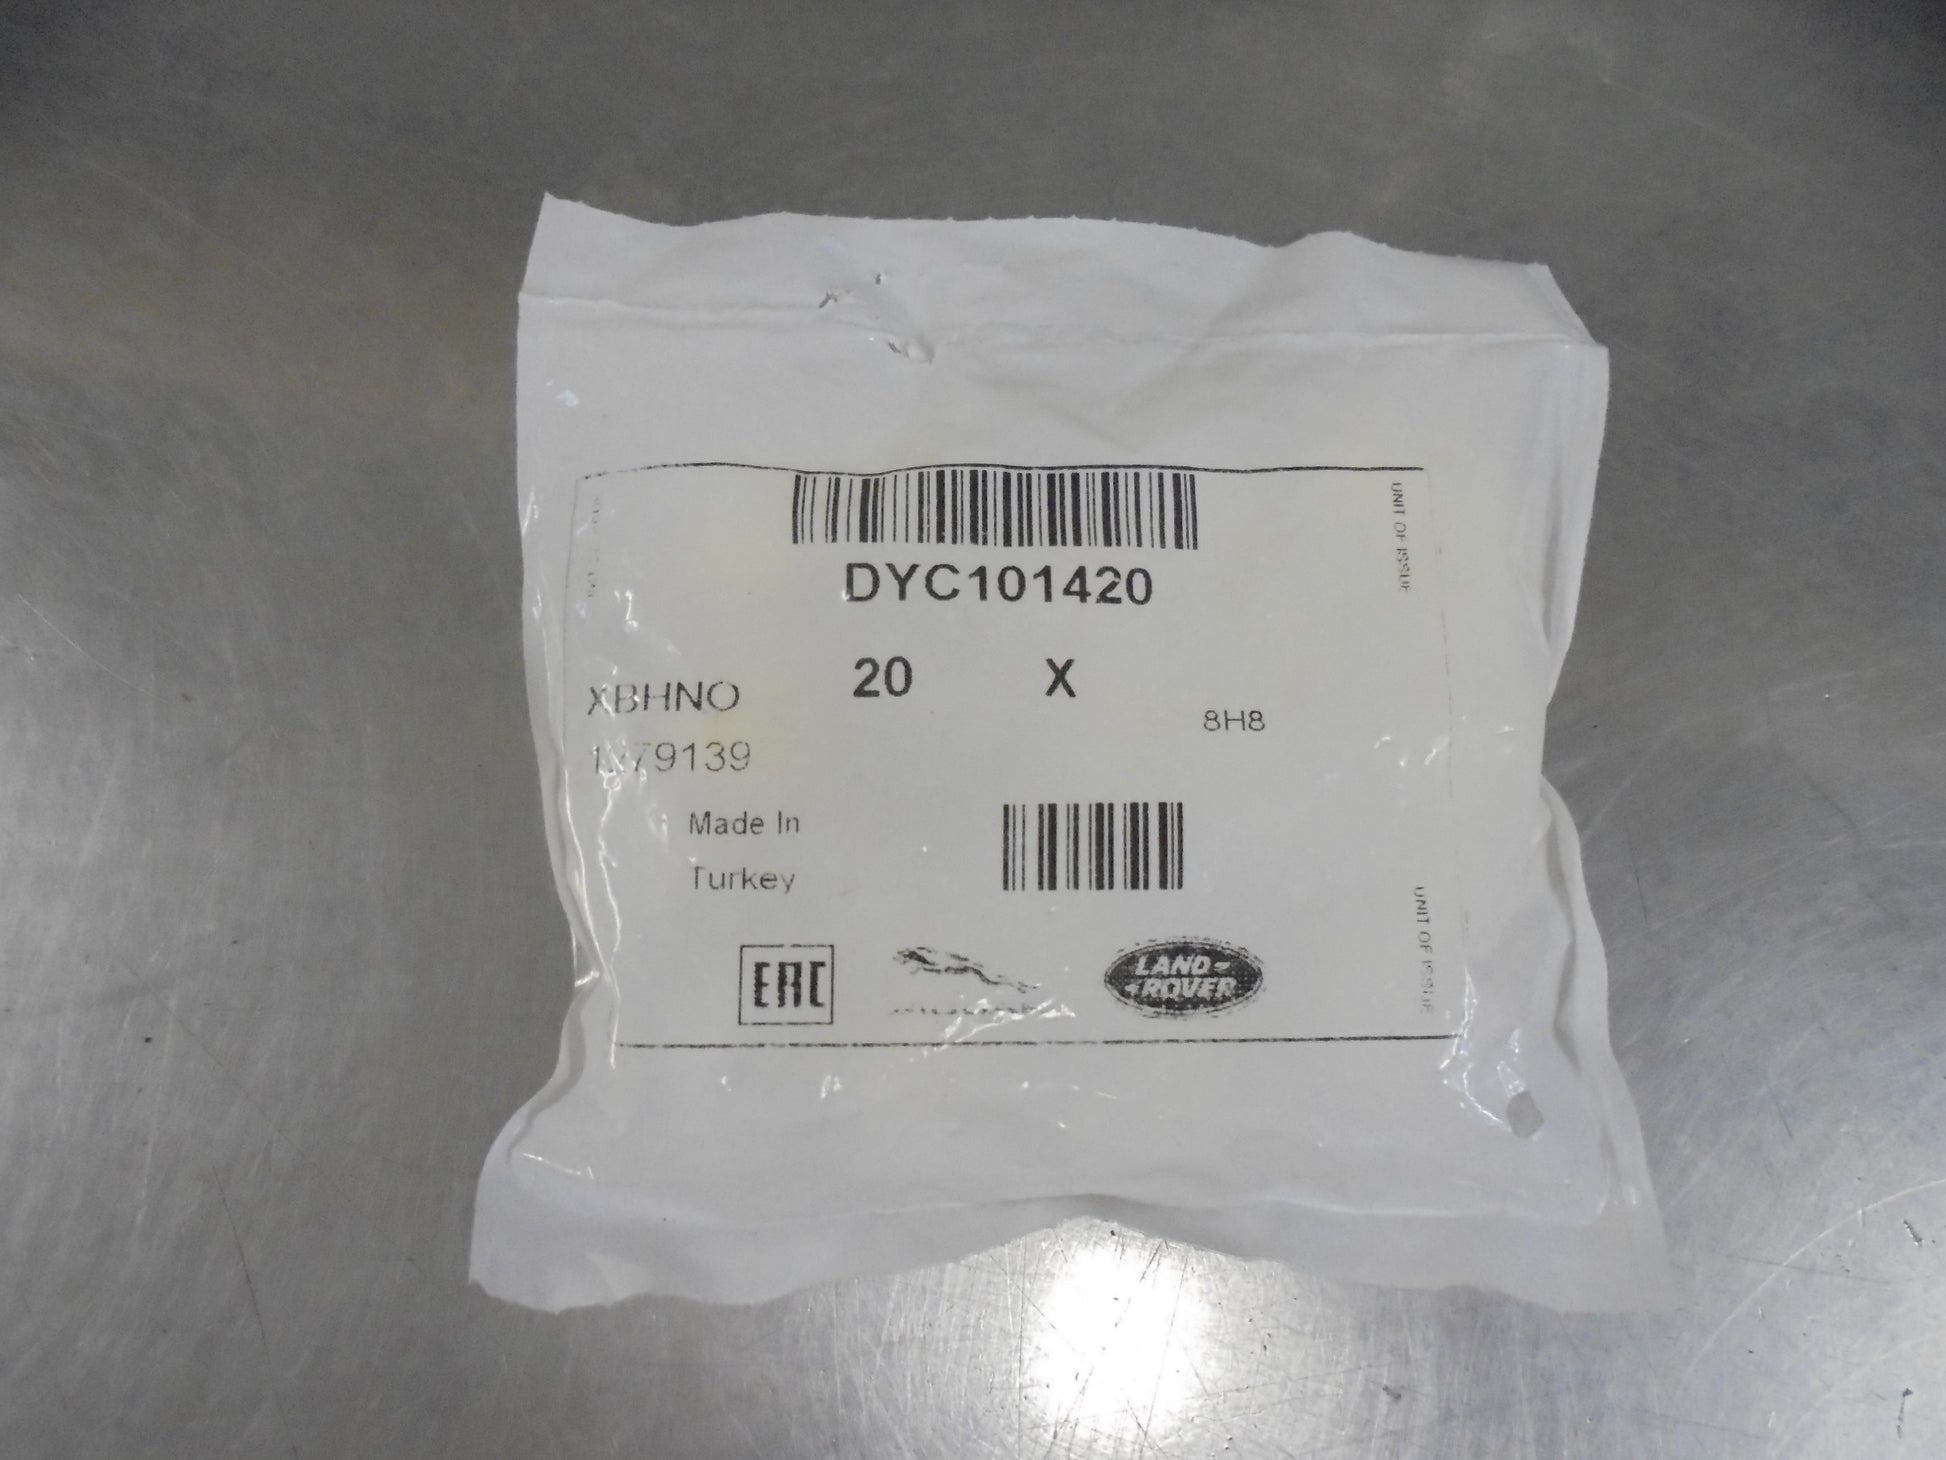 DYC101420
20 X
XBHNO
8H8
Made In
Turkey
EAC
LAND-
ROVER
UNIT OF ISSUE
UNIT OF ISSUE